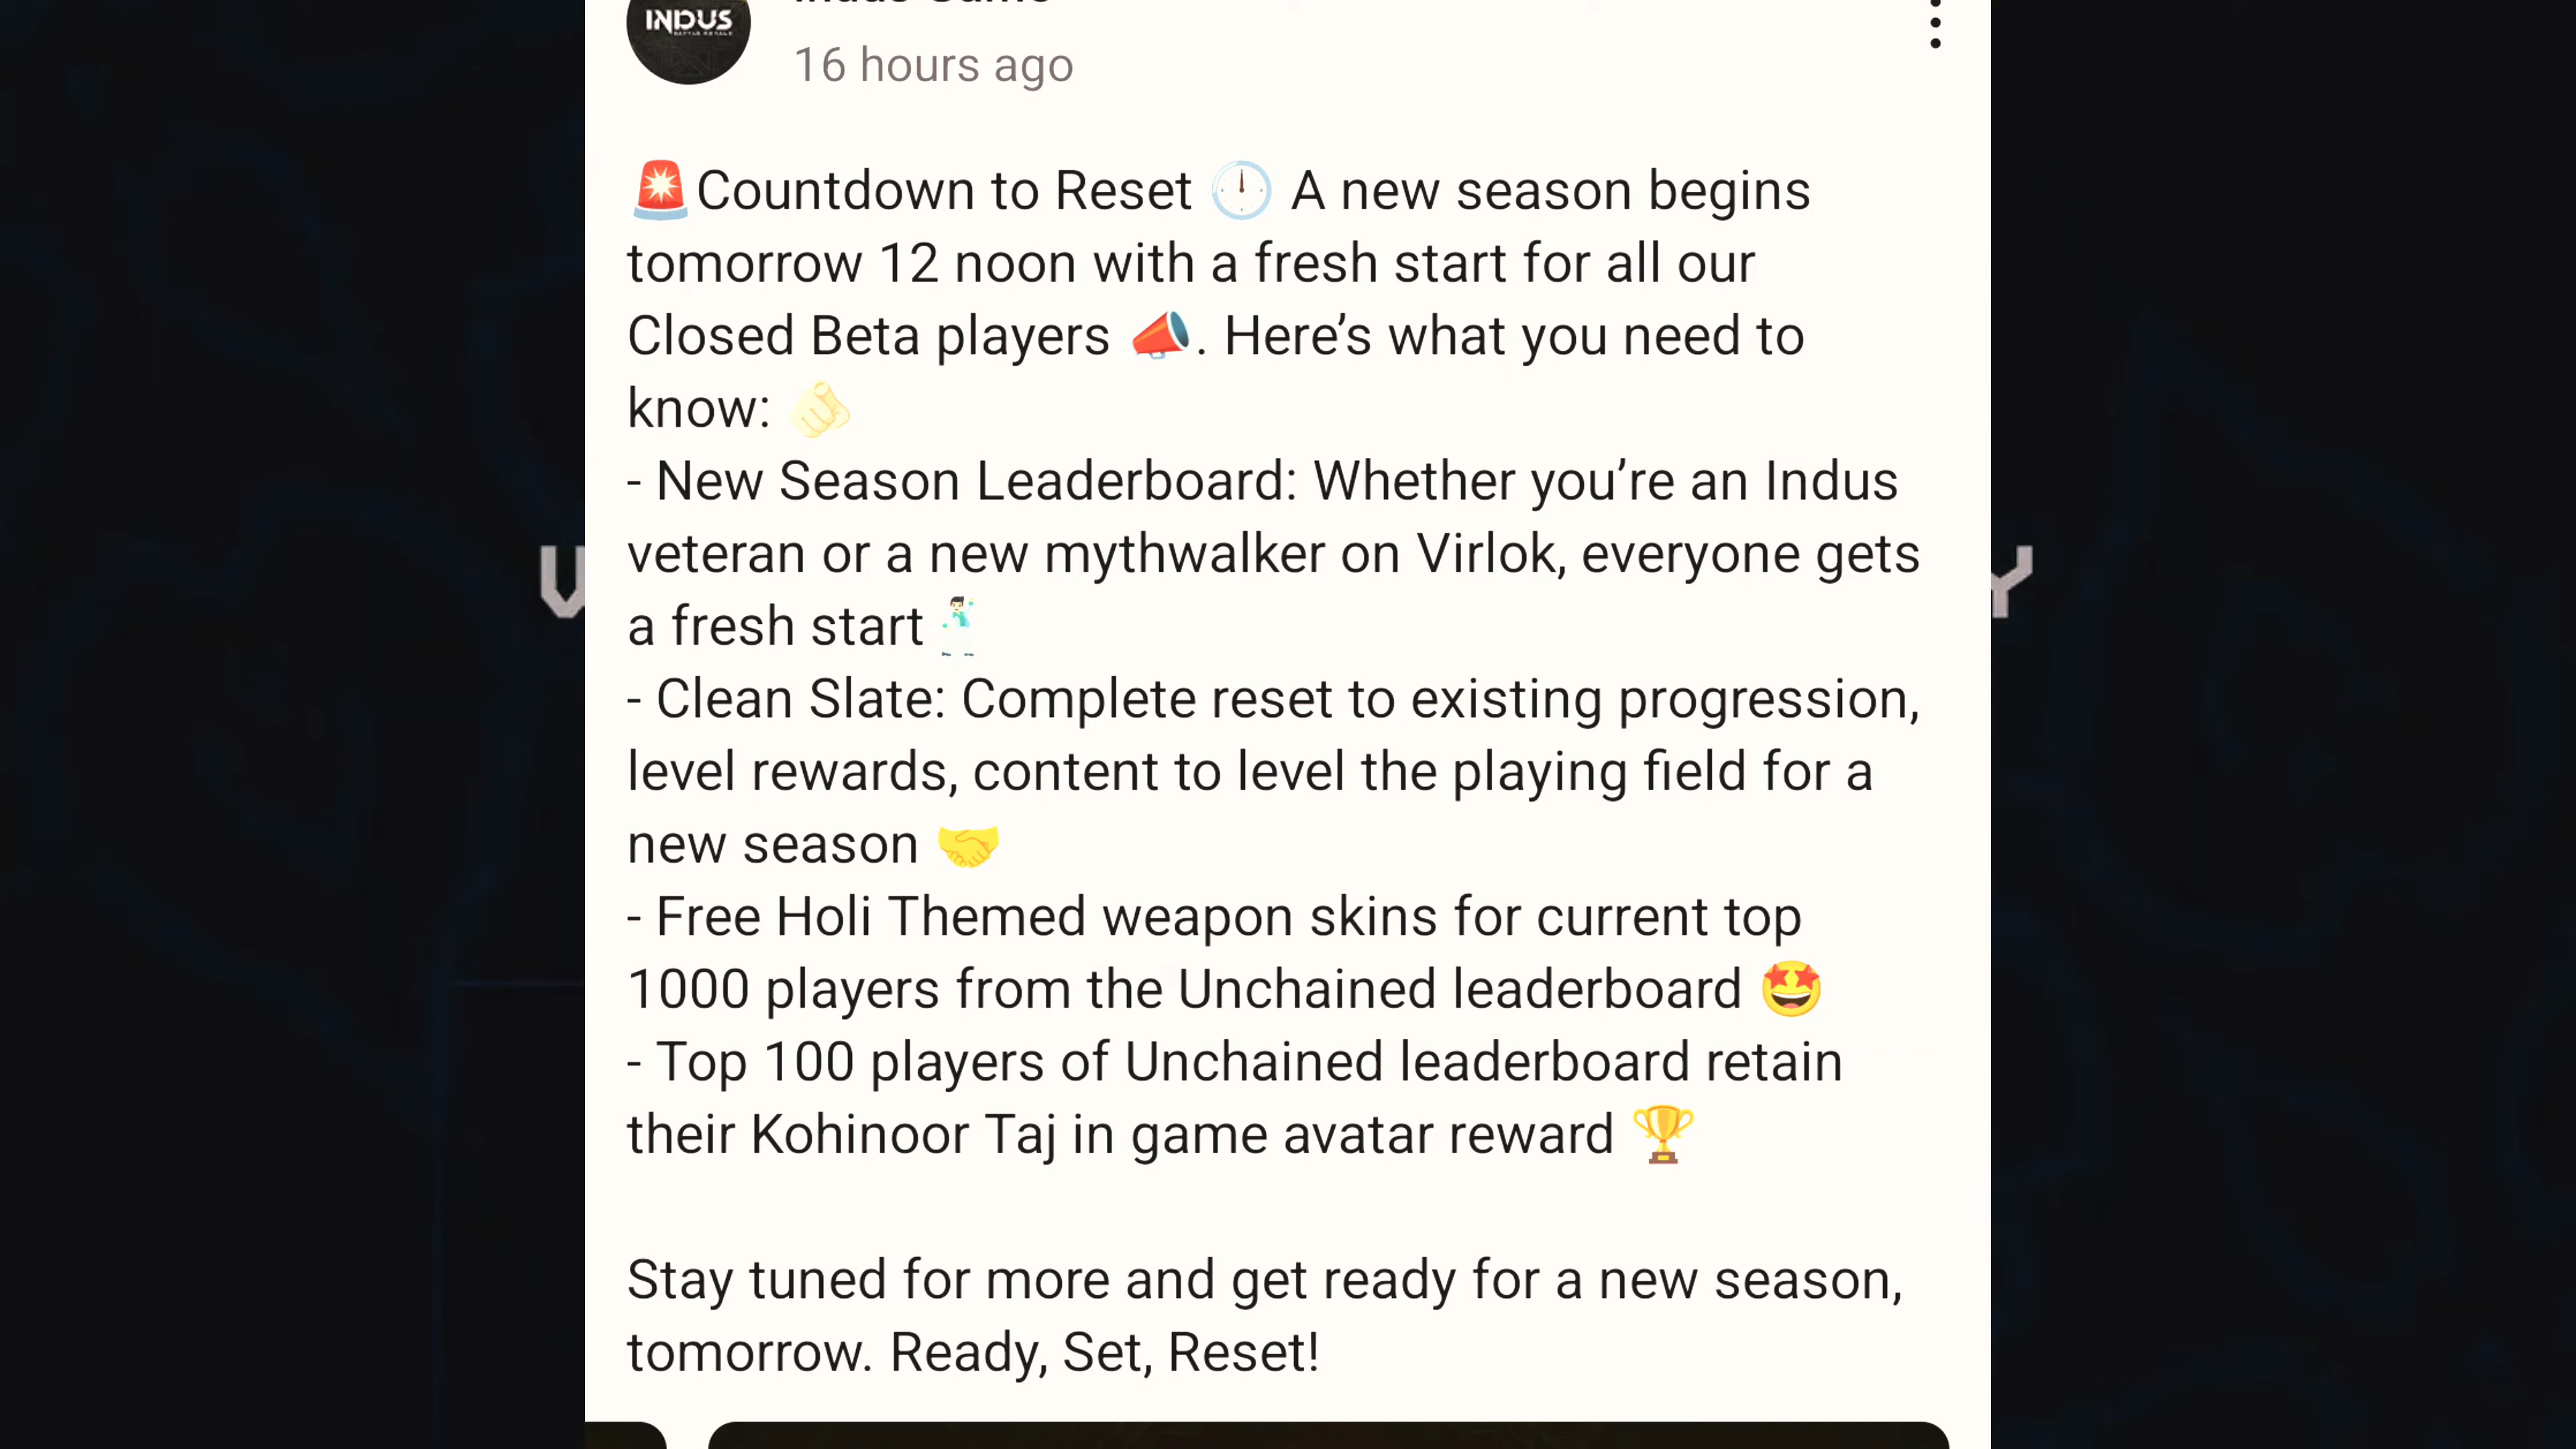 INDUS
BATTLE ROYALE
Indus Game
16 hours ago
🚨Countdown to Reset 🕛 A new season begins
tomorrow 12 noon with a fresh start for all our
Closed Beta players 📣. Here’s what you need to
know: 🫵🏻
- New Season Leaderboard: Whether you’re an Indus
veteran or a new mythwalker on Virlok, everyone gets
a fresh start🕺🏻
- Clean Slate: Complete reset to existing progression,
level rewards, content to level the playing field for a
new season 🤝
- Free Holi Themed weapon skins for current top
1000 players from the Unchained leaderboard 🤩
- Top 100 players of Unchained leaderboard retain
their Kohinoor Taj in game avatar reward 🏆
Stay tuned for more and get ready for a new season,
tomorrow. Ready, Set, Reset!